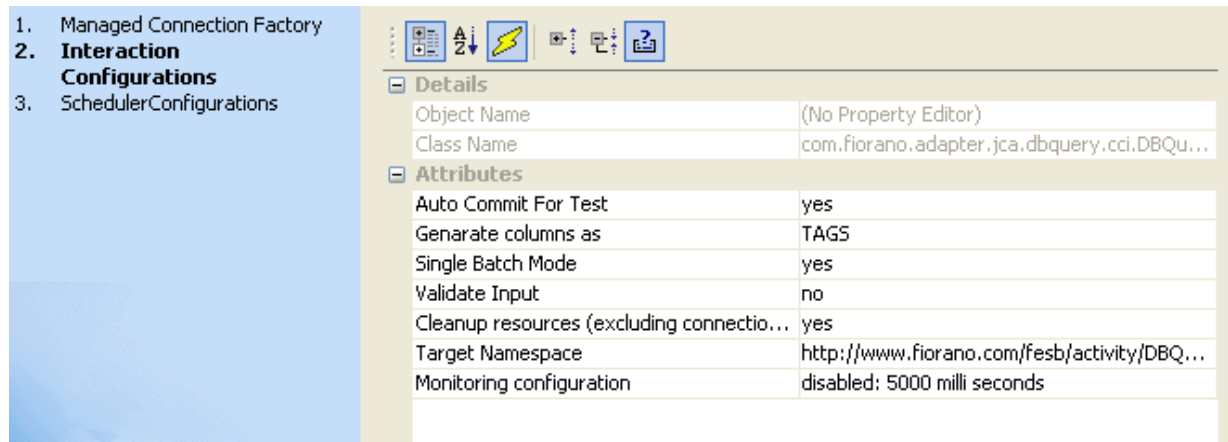 1. Managed Connection Factory
2. Interaction
Configurations
3. SchedulerConfigurations
Details
Object Name (No Property Editor)
Class Name com.fiorano.adapter.jca.dbquery.cci.DBQu...
Attributes
Auto Commit For Test yes
Genarate columns as TAGS
Single Batch Mode yes
Validate Input no
Cleanup resources (excluding connectio... yes
Target Namespace http://www.fiorano.com/fesb/activity/DBQ...
Monitoring configuration disabled: 5000 milli seconds